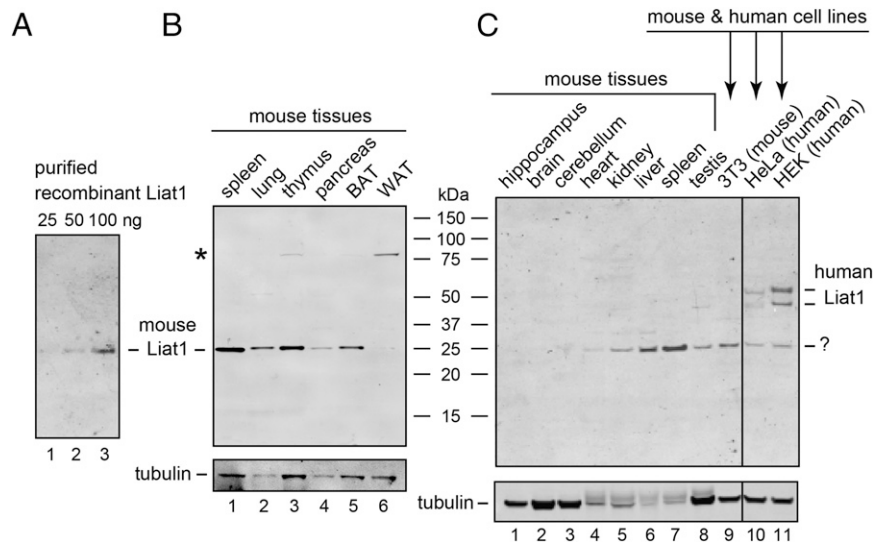 A
B
C
mouse & human cell lines
mouse tissues
mouse tissues
purified
recombinant Liat1
25 50 100 ng
spleen
lung
thymus
pancreas
BAT
WAT
hippocampus
brain
cerebellum
heart
kidney
liver
spleen
testis
3T3 (mouse)
HeLa (human)
HEK (human)
kDa
150
100
75
50
37
25
20
15
*
mouse
Liat1
human
Liat1
?
1 2 3
tubulin
1 2 3 4 5 6
tubulin
1 2 3 4 5 6 7 8 9 10 11